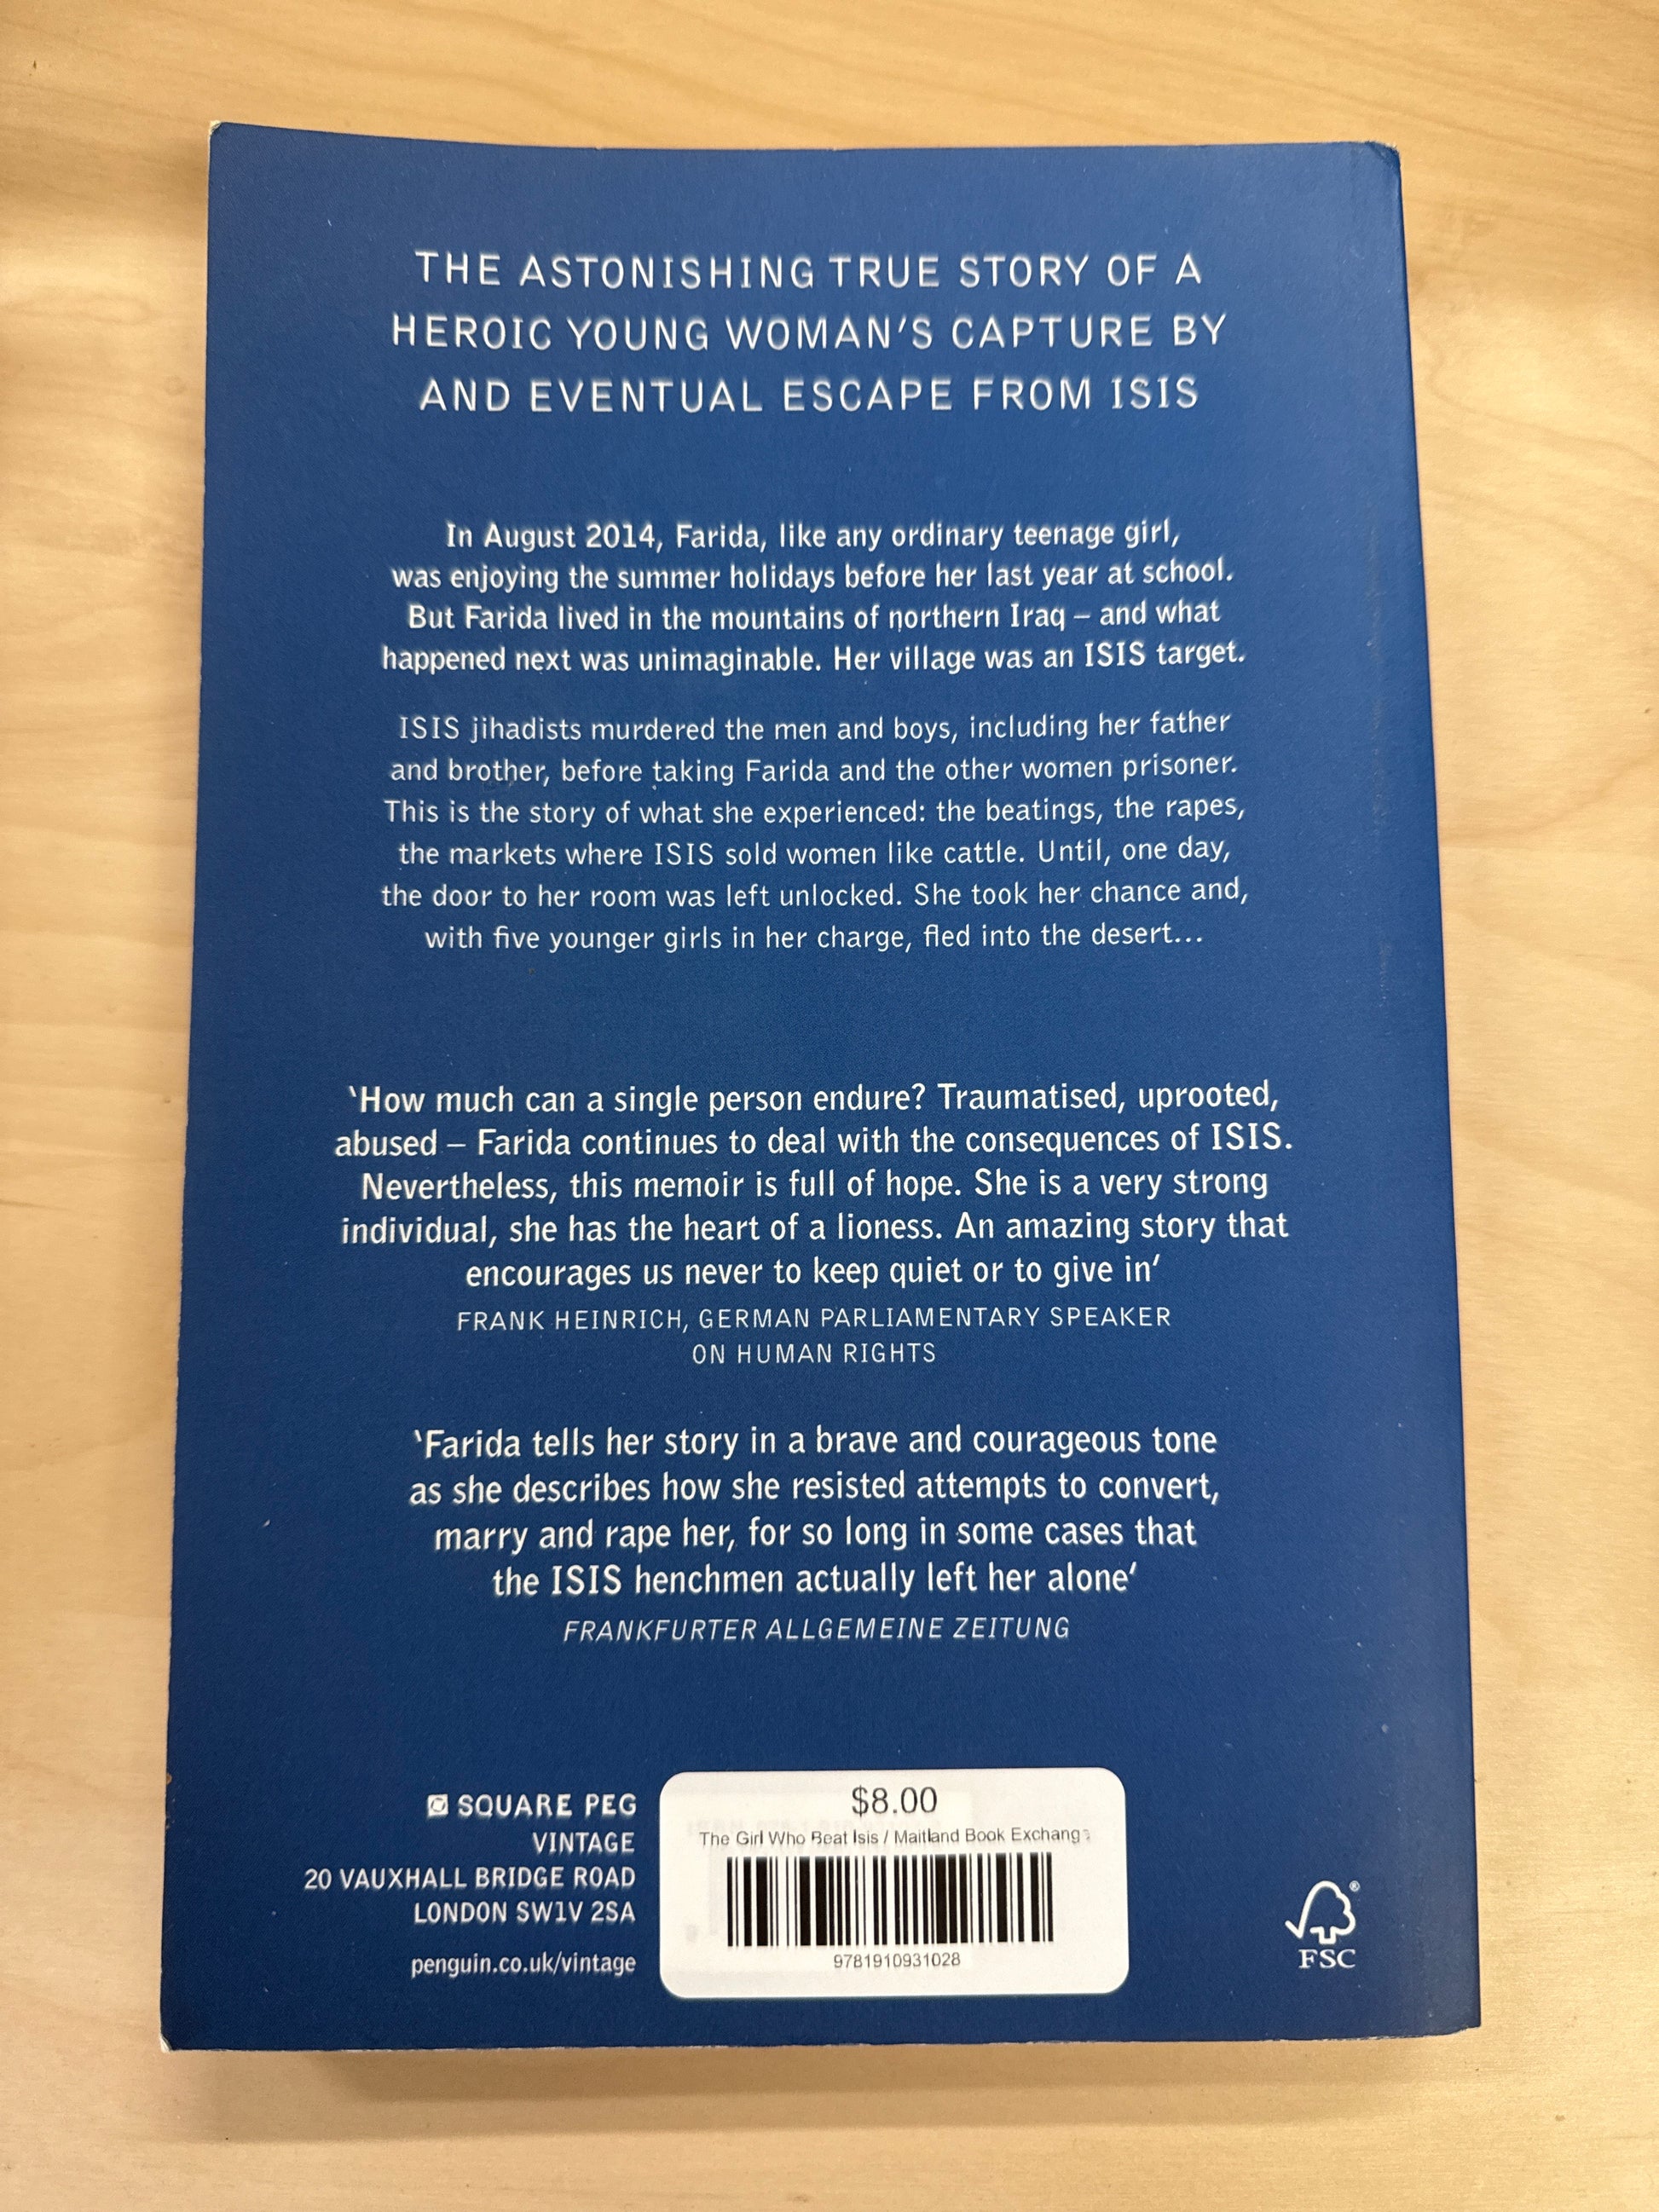 THE ASTONISHING TRUE STORY OF A
HEROIC YOUNG WOMAN'S CAPTURE BY
AND EVENTUAL ESCAPE FROM ISIS
In August 2014, Farida, like any ordinary teenage girl,
was enjoying the summer holidays before her last year at school.
But Farida lived in the mountains of northern Iraq – and what
happened next was unimaginable. Her village was an ISIS target.
ISIS jihadists murdered the men and boys, including her father
and brother, before taking Farida and the other women prisoner.
This is the story of what she experienced: the beatings, the rapes,
the markets where ISIS sold women like cattle. Until, one day,
the door to her room was left unlocked. She took her chance and,
with five younger girls in her charge, fled into the desert...
‘How much can a single person endure? Traumatised, uprooted,
abused – Farida continues to deal with the consequences of ISIS.
Nevertheless, this memoir is full of hope. She is a very strong
individual, she has the heart of a lioness. An amazing story that
encourages us never to keep quiet or to give in’
FRANK HEINRICH, GERMAN PARLIAMENTARY SPEAKER
ON HUMAN RIGHTS
‘Farida tells her story in a brave and courageous tone
as she describes how she resisted attempts to convert,
marry and rape her, for so long in some cases that
the ISIS henchmen actually left her alone’
FRANKFURTER ALLGEMEINE ZEITUNG
SQUARE PEG
VINTAGE
20 VAUXHALL BRIDGE ROAD
LONDON SW1V 2SA
penguin.co.uk/vintage
$8.00
The Girl Who Beat Isis / Maitland Book Exchang
9781910931028
®
FSC